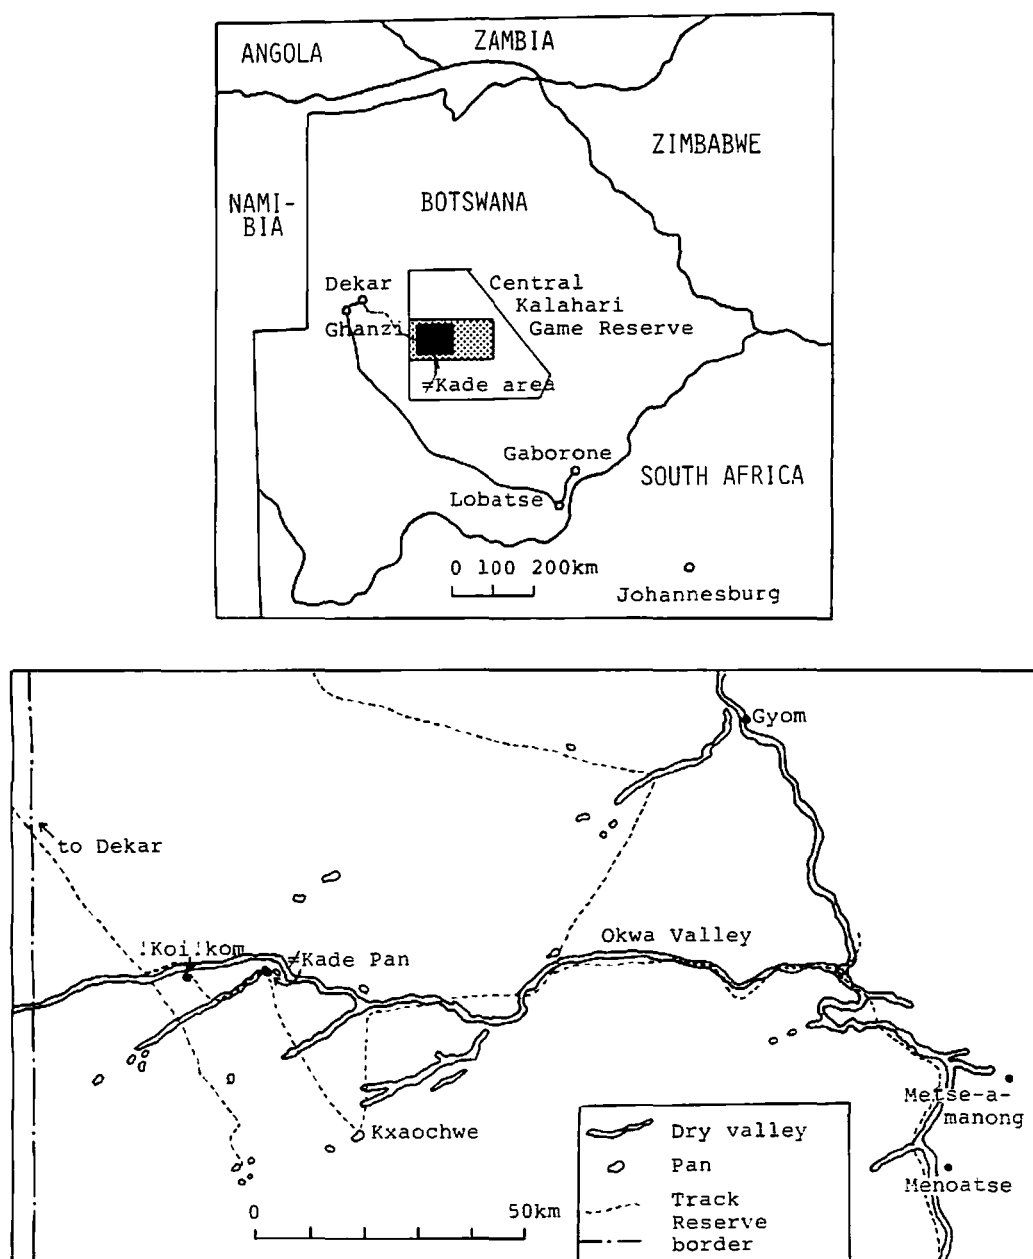 ANGOLA
ZAMBIA
ZIMBABWE
NAMI-
BIA
BOTSWANA
Dekar
Ghanzi
Central
Kalahari
Game Reserve
≠Kade area
Gaborone
Lobatse
SOUTH AFRICA
0 100 200km
Johannesburg
Gyom
to Dekar
!Koi!kom
≠Kade Pan
Okwa Valley
Kxaochwe
Metse-a-
manong
Menoatse
0 50km
Dry valley
Pan
Track
Reserve
border